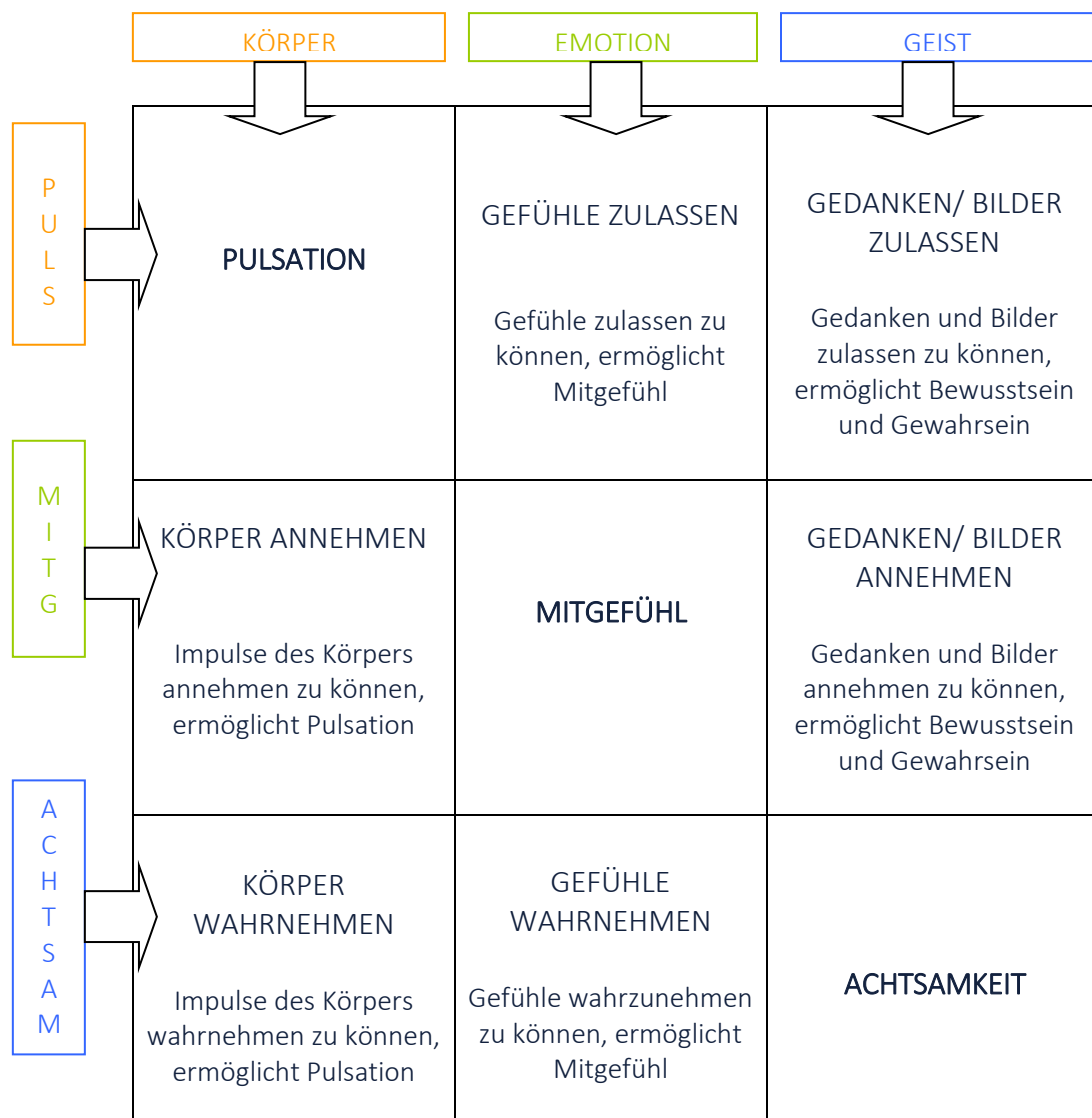 KÖRPER
EMOTION
GEIST
PULS
PULSATION
GEFÜHLE ZULASSEN
Gefühle zulassen zu
können, ermöglicht
Mitgefühl
GEDANKEN/ BILDER
ZULASSEN
Gedanken und Bilder
zulassen zu können,
ermöglicht Bewusstsein
und Gewahrsein
MITG
KÖRPER ANNEHMEN
Impulse des Körpers
annehmen zu können,
ermöglicht Pulsation
MITGEFÜHL
GEDANKEN/ BILDER
ANNEHMEN
Gedanken und Bilder
annehmen zu können,
ermöglicht Bewusstsein
und Gewahrsein
ACHTSAM
KÖRPER
WAHRNEHMEN
Impulse des Körpers
wahrnehmen zu können,
ermöglicht Pulsation
GEFÜHLE
WAHRNEHMEN
Gefühle wahrzunehmen
zu können, ermöglicht
Mitgefühl
ACHTSAMKEIT